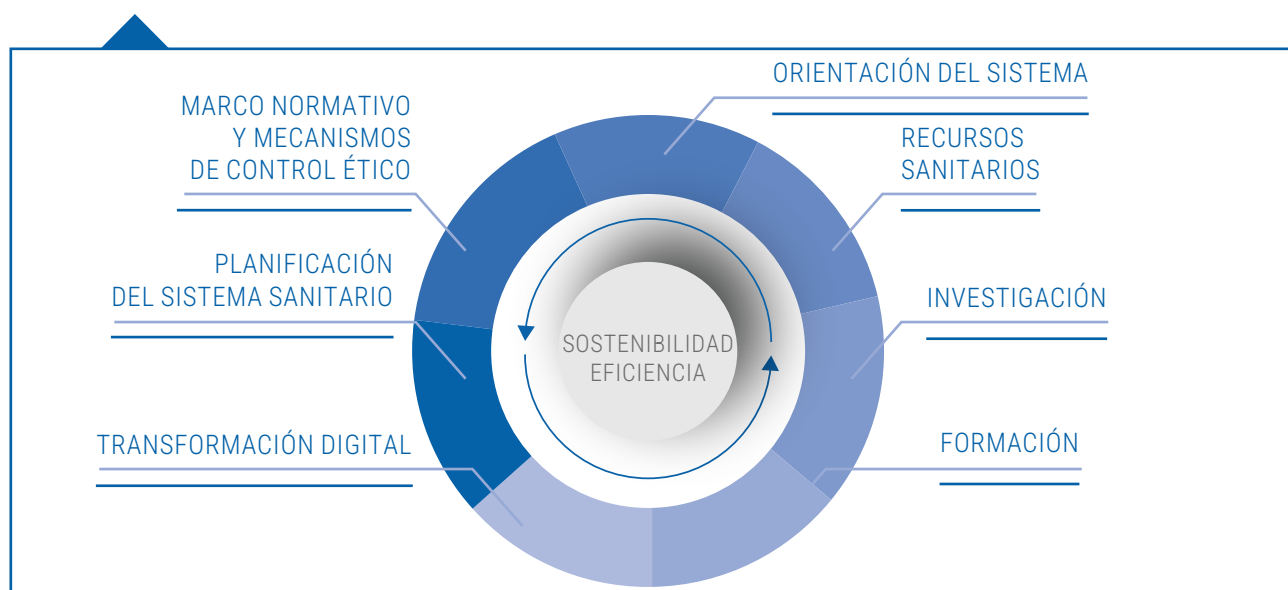 ORIENTACIÓN DEL SISTEMA
MARCO NORMATIVO
Y MECANISMOS
DE CONTROL ÉTICO
RECURSOS
SANITARIOS
PLANIFICACIÓN
DEL SISTEMA SANITARIO
INVESTIGACIÓN
SOSTENIBILIDAD
EFICIENCIA
TRANSFORMACIÓN DIGITAL
FORMACIÓN